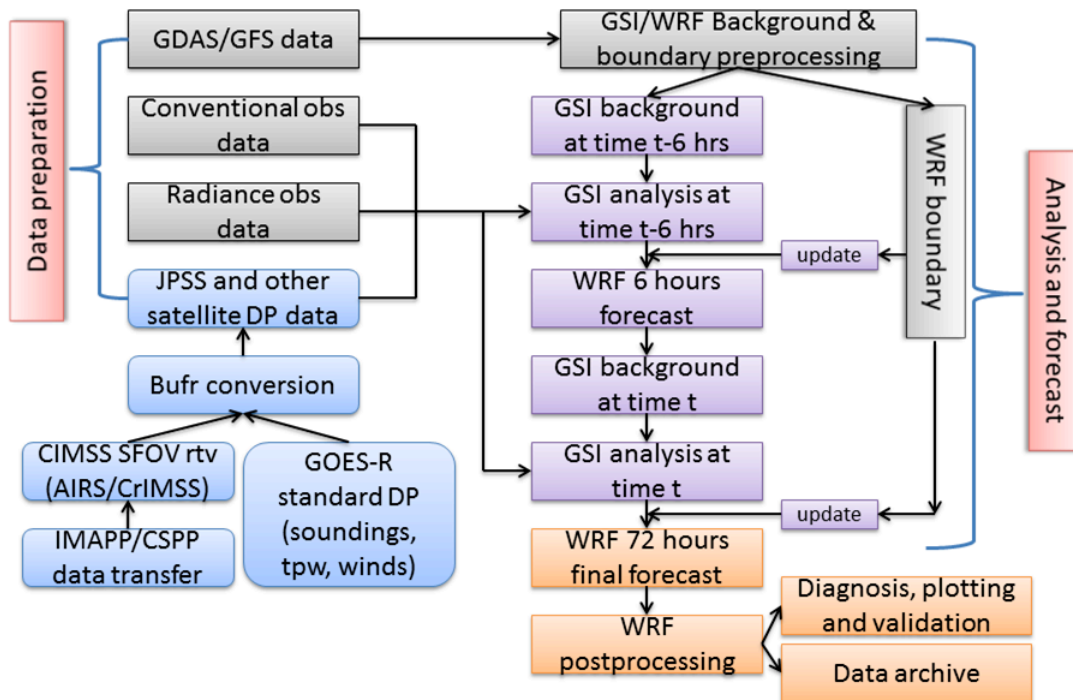 Data preparation
GDAS/GFS data
Conventional obs
data
Radiance obs
data
JPSS and other
satellite DP data
Bufr conversion
CIMSS SFOV rtv
(AIRS/CrIMSS)
IMAPP/CSPP
data transfer
GOES-R
standard DP
(soundings,
tpw, winds)
GSI/WRF Background &
boundary preprocessing
GSI background
at time t-6 hrs
GSI analysis at
time t-6 hrs
update
WRF 6 hours
forecast
GSI background
at time t
GSI analysis at
time t
update
WRF 72 hours
final forecast
WRF
postprocessing
Diagnosis, plotting
and validation
Data archive
WRF boundary
Analysis and forecast